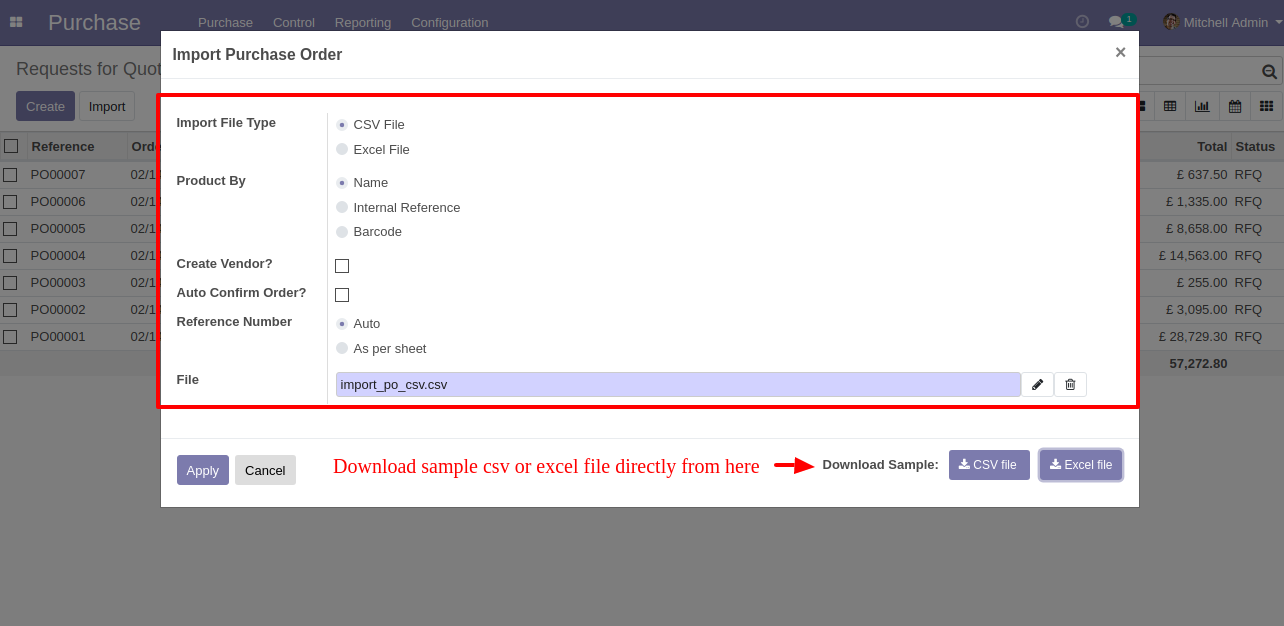 Purchase Purchase Control Reporting Configuration 1 Mitchell Admin
Import Purchase Order ×
Requests for Quot
Create Import
Import File Type CSV File
Excel File
Product By Name
Internal Reference
Barcode
Create Vendor?
Auto Confirm Order?
Reference Number Auto
As per sheet
File import_po_csv.csv
Reference Orde Total Status
PO00007 02/1 £ 637.50 RFQ
PO00006 02/1 £ 1,335.00 RFQ
PO00005 02/1 £ 8,658.00 RFQ
PO00004 02/1 £ 14,563.00 RFQ
PO00003 02/1 £ 255.00 RFQ
PO00002 02/1 £ 3,095.00 RFQ
PO00001 02/1 £ 28,729.30 RFQ
57,272.80
Apply Cancel Download sample csv or excel file directly from here Download Sample: CSV file Excel file